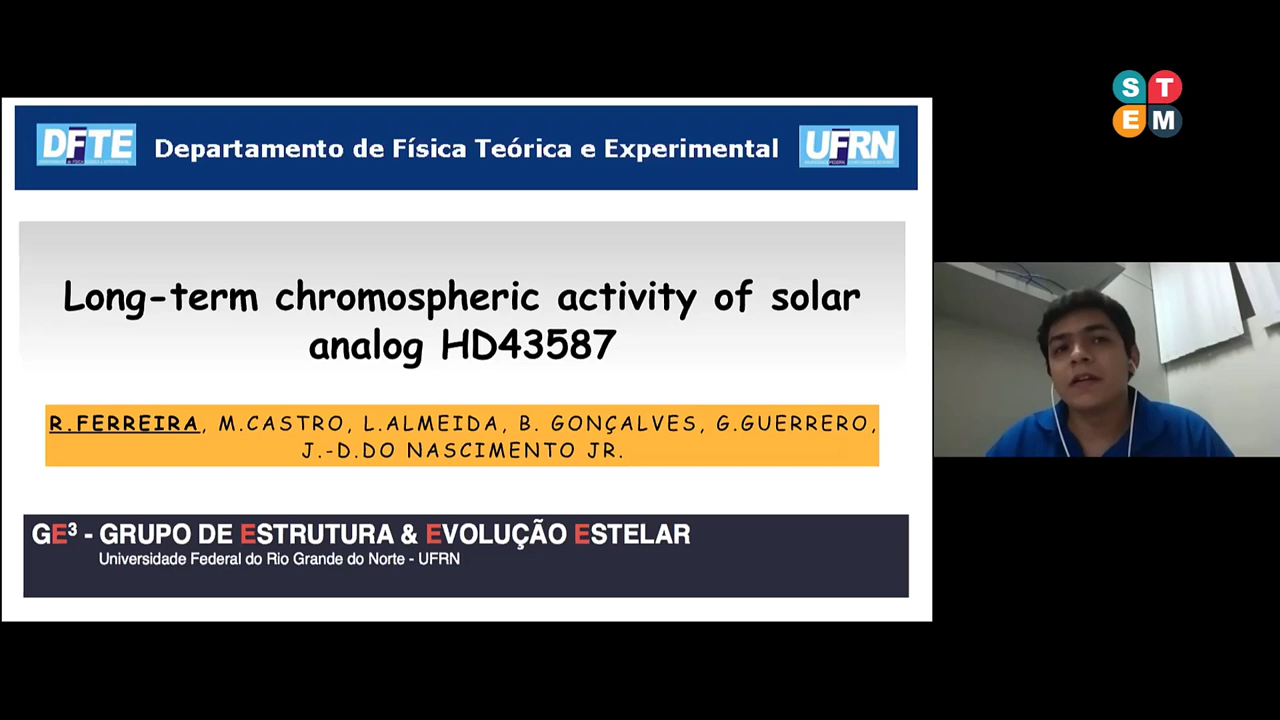 DFTE
Departamento de Física Teórica e Experimental
UFRN
Long-term chromospheric activity of solar
analog HD43587
R.FERREIRA, M.CASTRO, L.ALMEIDA, B. GONÇALVES, G.GUERRERO,
J.-D.DO NASCIMENTO JR.
GE³ - GRUPO DE ESTRUTURA & EVOLUÇÃO ESTELAR
Universidade Federal do Rio Grande do Norte - UFRN
S T
E M